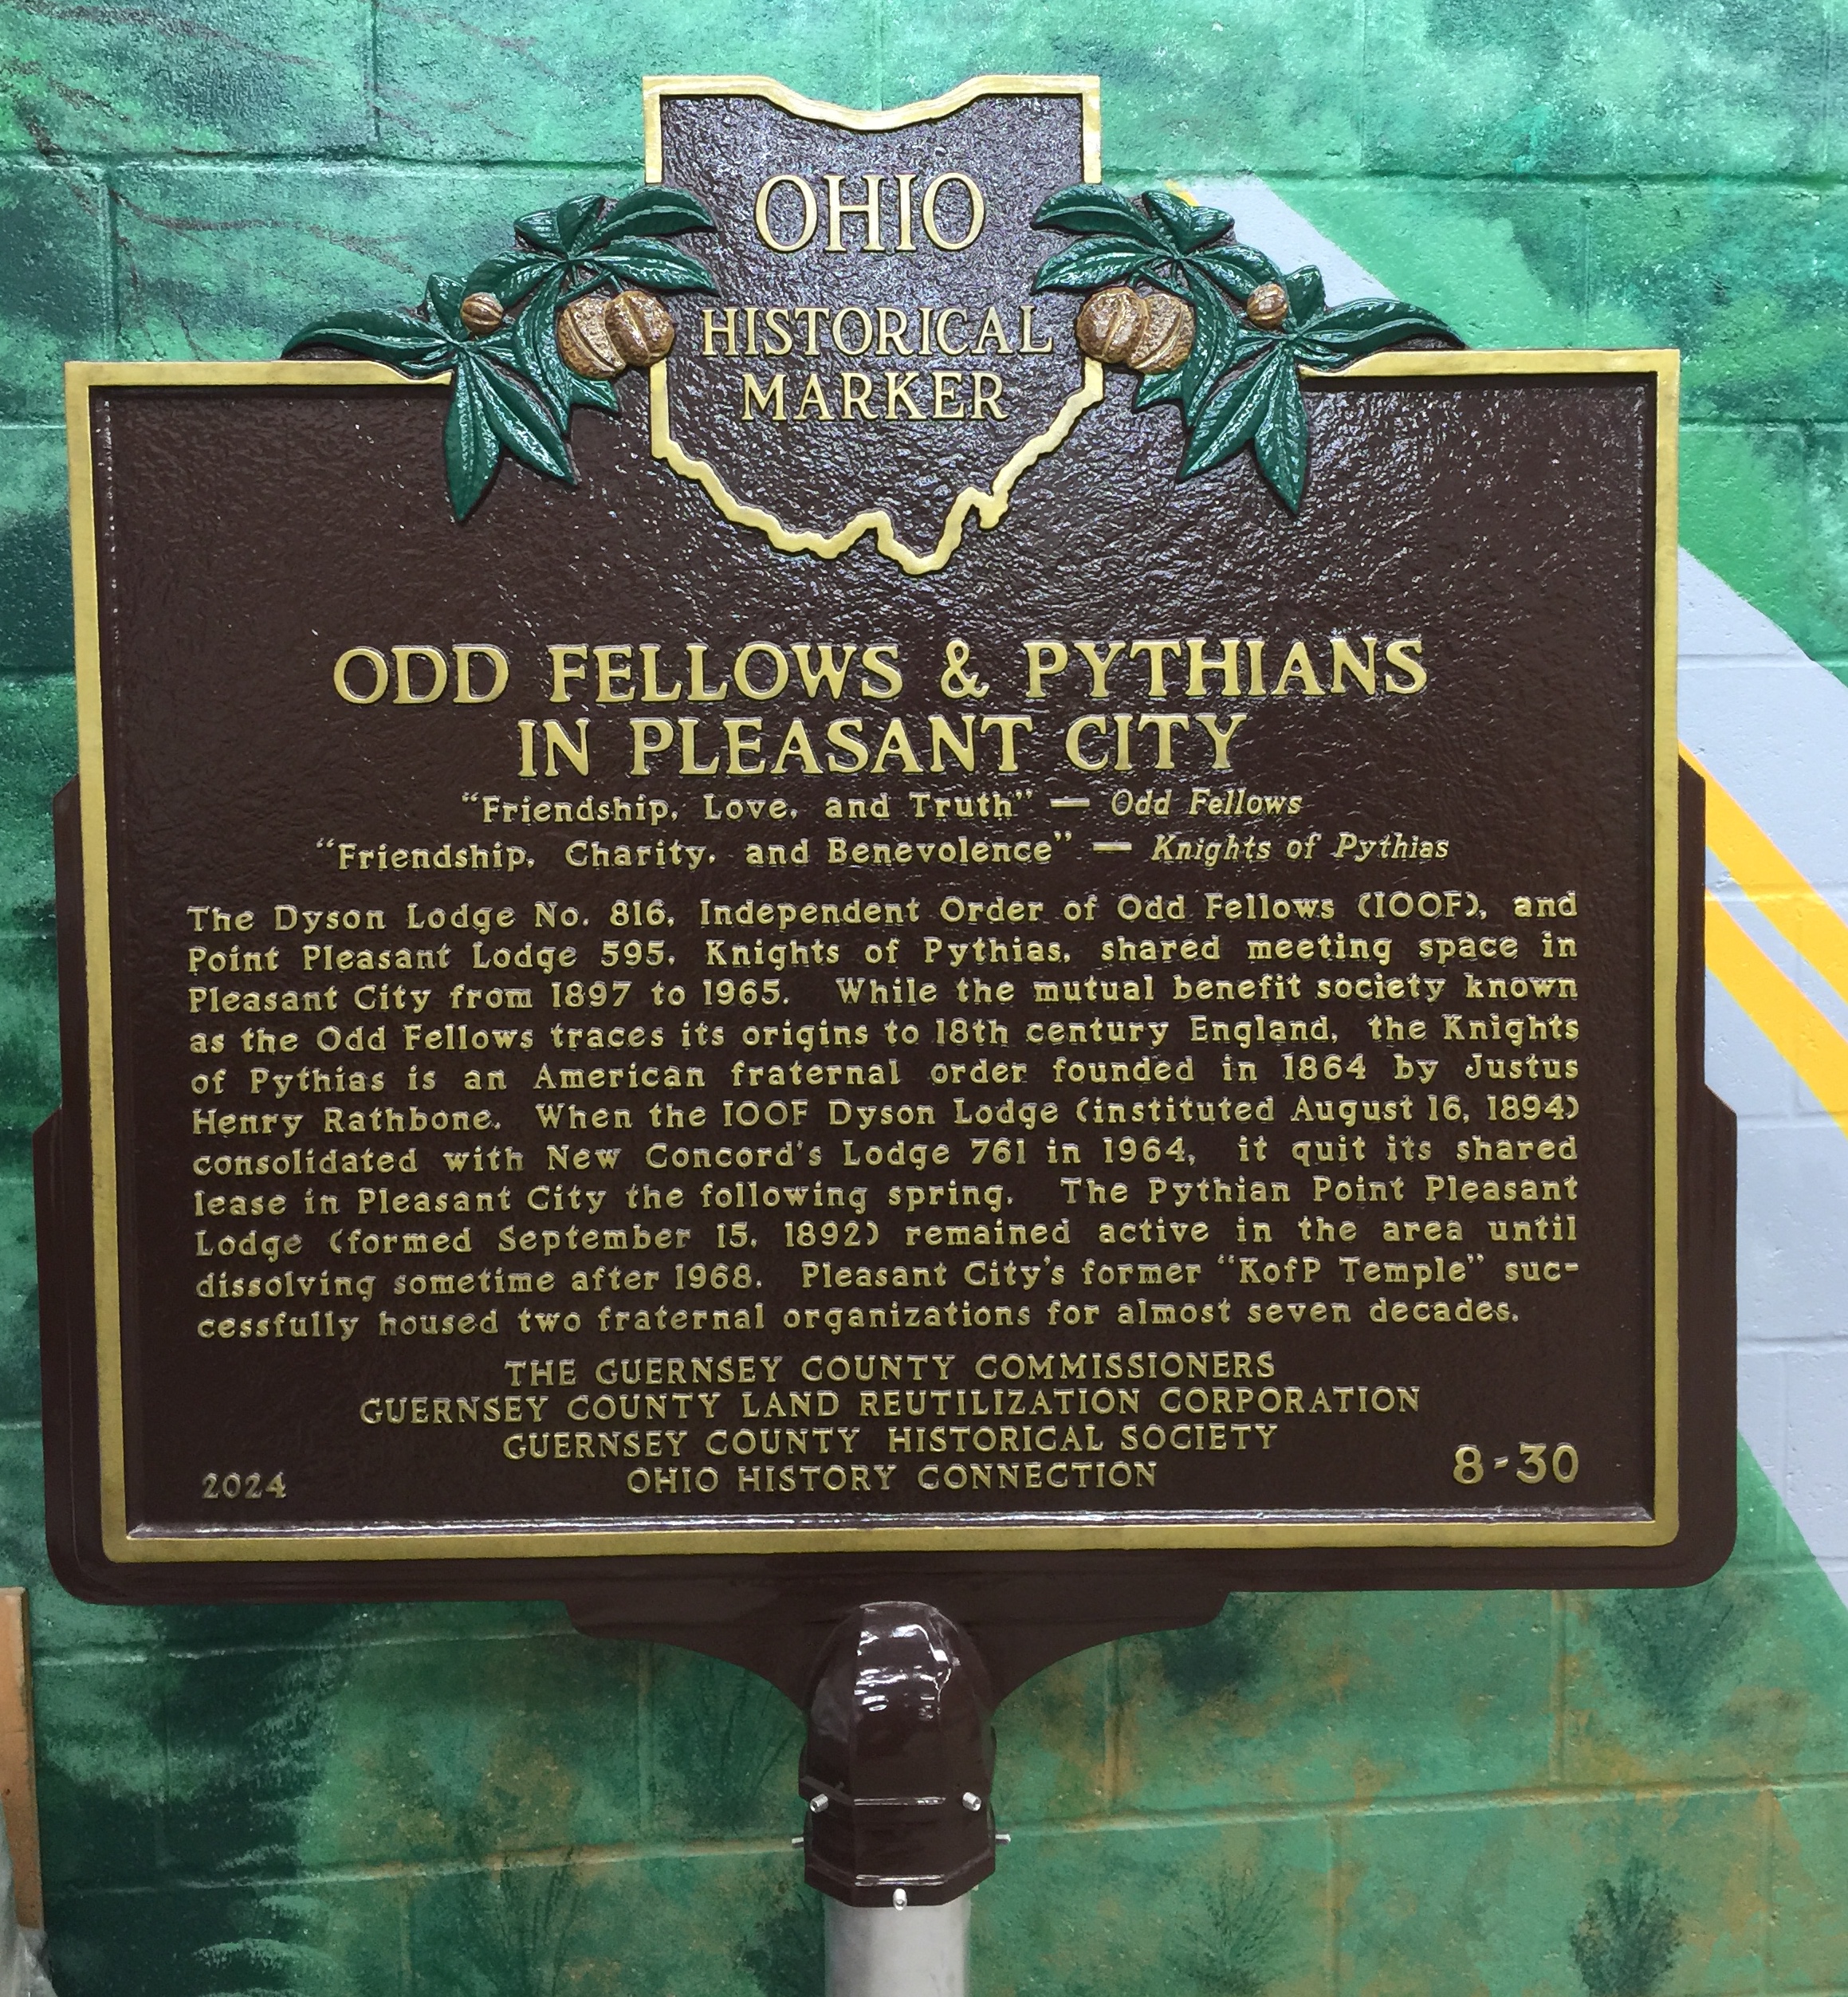 OHIO
HISTORICAL
MARKER
ODD FELLOWS & PYTHIANS
IN PLEASANT CITY
“Friendship, Love, and Truth” — Odd Fellows
“Friendship, Charity, and Benevolence” — Knights of Pythias
The Dyson Lodge No. 816, Independent Order of Odd Fellows (IOOF), and
Point Pleasant Lodge 595, Knights of Pythias, shared meeting space in
Pleasant City from 1897 to 1965. While the mutual benefit society known
as the Odd Fellows traces its origins to 18th century England, the Knights
of Pythias is an American fraternal order founded in 1864 by Justus
Henry Rathbone. When the IOOF Dyson Lodge (instituted August 16, 1894)
consolidated with New Concord's Lodge 761 in 1964, it quit its shared
lease in Pleasant City the following spring. The Pythian Point Pleasant
Lodge (formed September 15, 1892) remained active in the area until
dissolving sometime after 1968. Pleasant City's former “KofP Temple” suc-
cessfully housed two fraternal organizations for almost seven decades.
THE GUERNSEY COUNTY COMMISSIONERS
GUERNSEY COUNTY LAND REUTILIZATION CORPORATION
GUERNSEY COUNTY HISTORICAL SOCIETY
OHIO HISTORY CONNECTION
2024
8-30